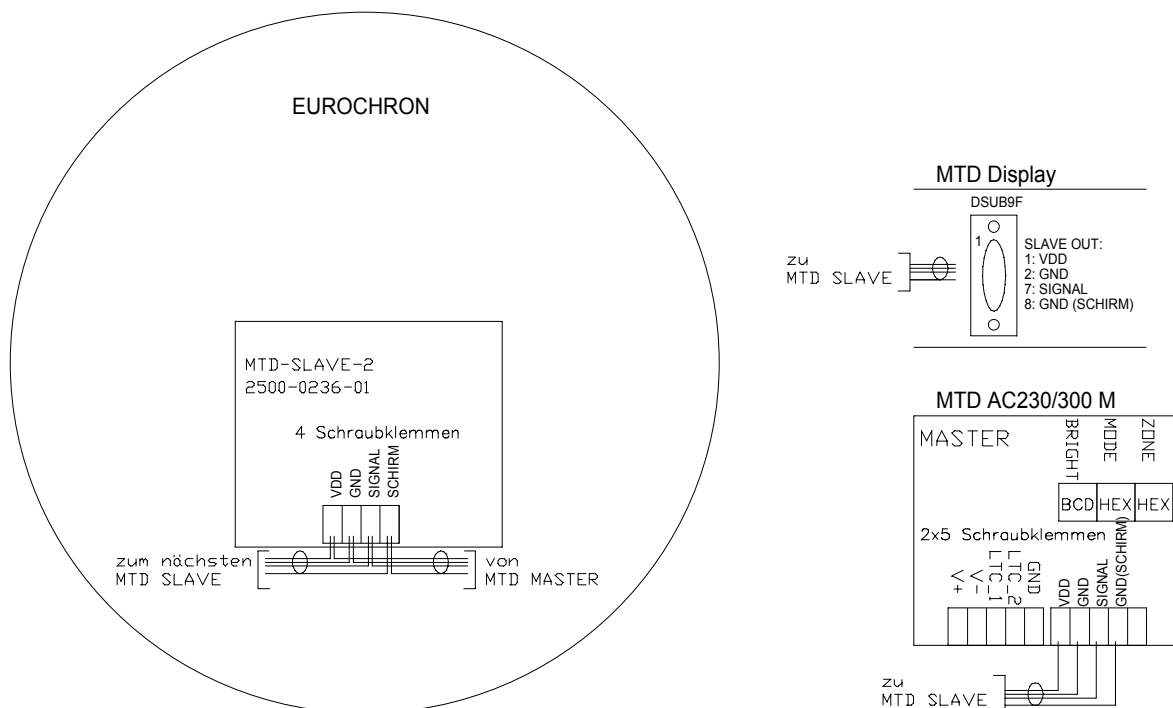 EUROCHRON
MTD-SLAVE-2
2500-0236-01
4 Schraubklemmen
VDD
GND
SIGNAL
SCHIRM
zum nächsten
MTD SLAVE
von
MTD MASTER
MTD Display
DSUB9F
1
SLAVE OUT:
1: VDD
2: GND
7: SIGNAL
8: GND (SCHIRM)
zu
MTD SLAVE
MTD AC230/300 M
MASTER
BRIGHT
MODE
ZONE
BCD
HEX
HEX
2x5 Schraubklemmen
V+
V-
LTC_1
LTC_2
GND
VDD
GND
SIGNAL
GND(SCHIRM)
zu
MTD SLAVE